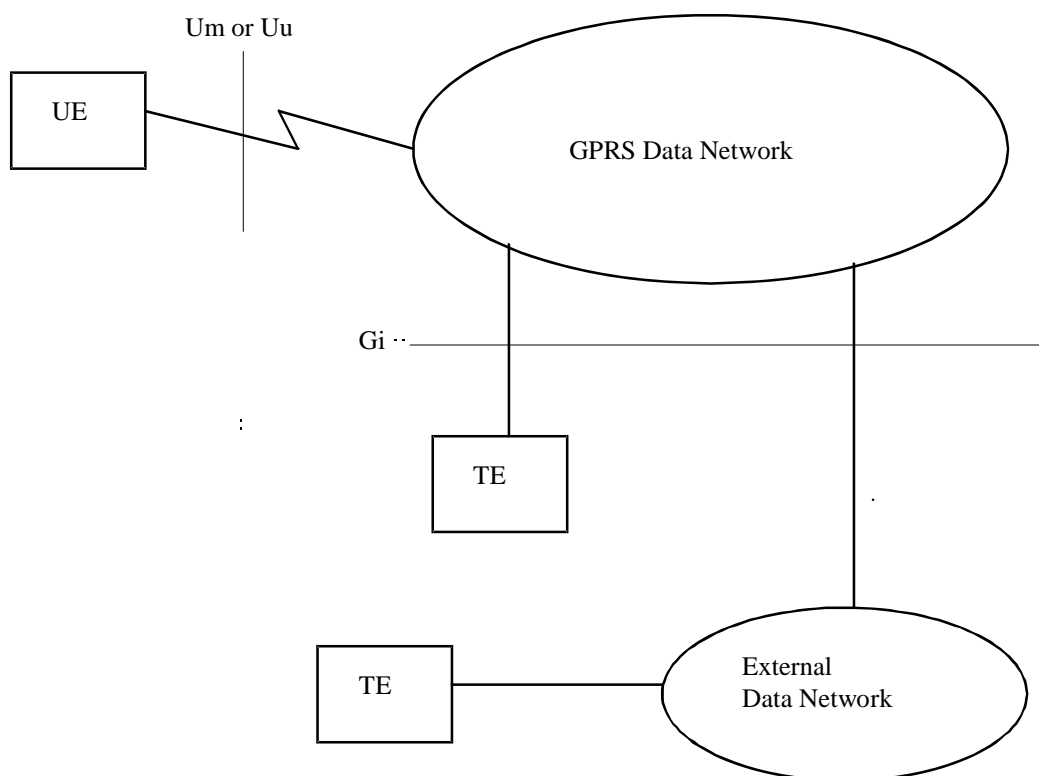 Um or Uu
UE
GPRS Data Network
Gi
TE
TE
External
Data Network